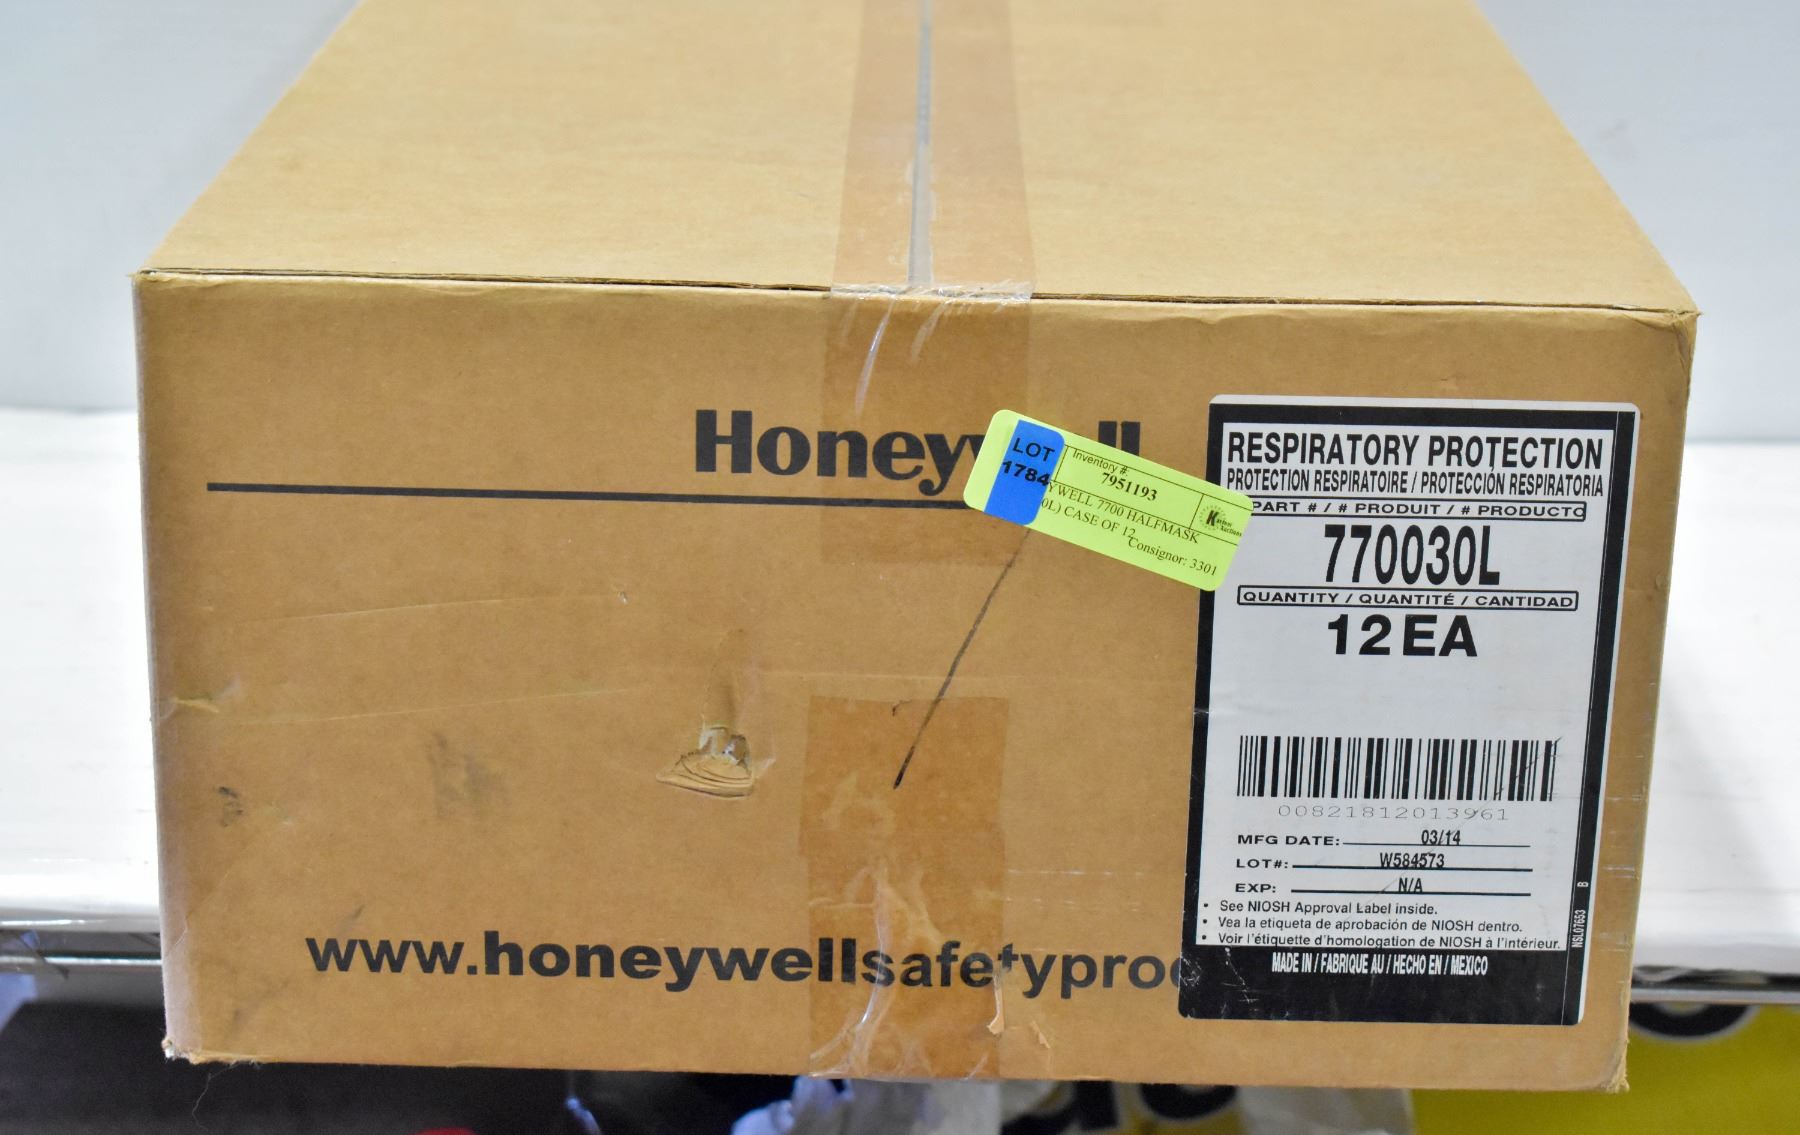 Honeyw ll
LOT
1784
Inventory #:
7951193
YWELL 7700 HALFMASK
0L) CASE OF 12
Consignor: 3301
RESPIRATORY PROTECTION
PROTECTION RESPIRATOIRE / PROTECCIÓN RESPIRATORIA
PART # / # PRODUIT / # PRODUCTO
770030L
QUANTITY / QUANTITÉ / CANTIDAD
12 EA
00821812013961
MFG DATE: 03/14
LOT#: W584573
EXP: N/A
• See NIOSH Approval Label inside.
• Vea la etiqueta de aprobación de NIOSH dentro.
• Voir l'étiquette d'homologation de NIOSH à l'intérieur.
MADE IN / FABRIQUE AU / HECHO EN / MEXICO
NSL07653 B
www.honeywellsafetyproc